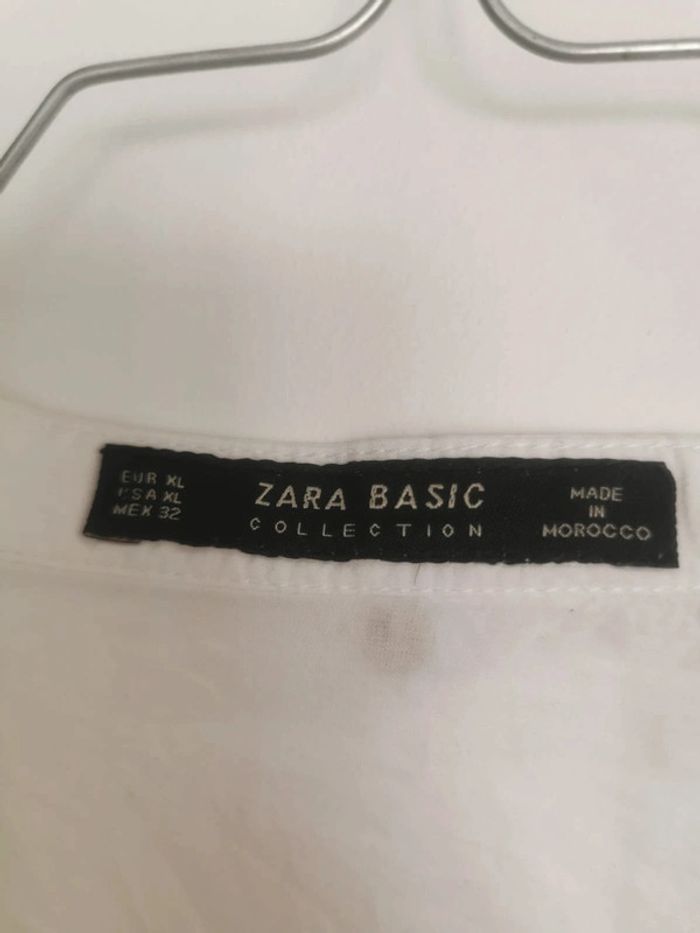 EUR XL
USA XL
MEX 32
ZARA BASIC
COLLECTION
MADE
IN
MOROCCO